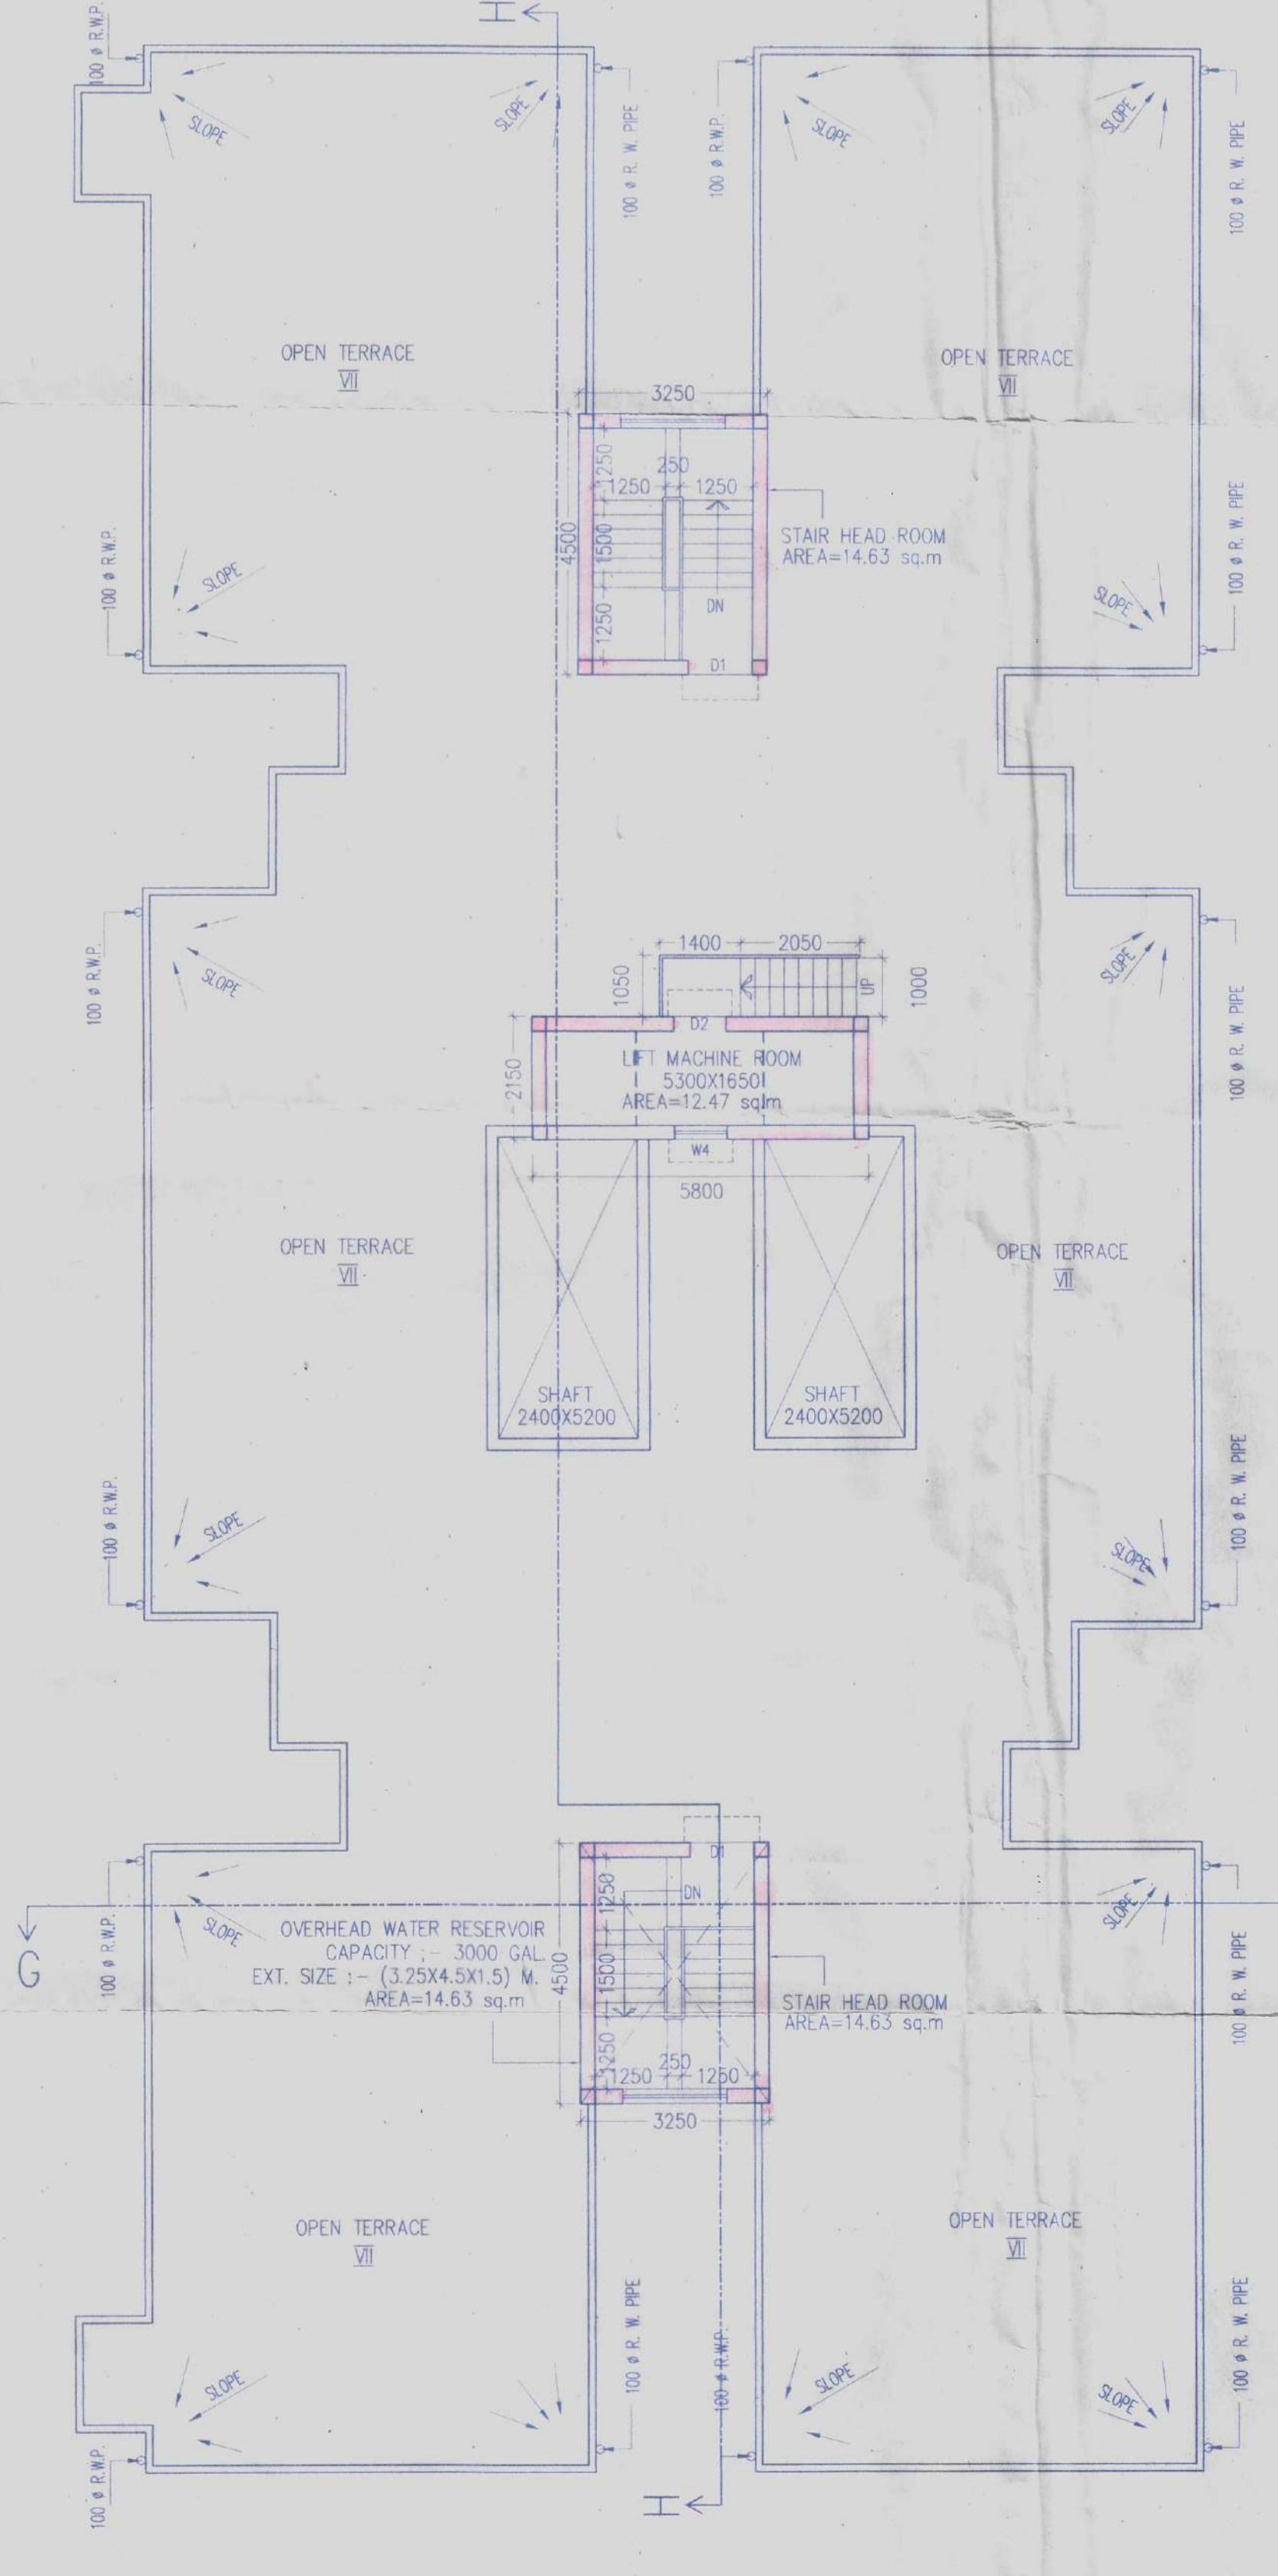 H
100 ø R.W.P.
SLOPE
SLOPE
100 ø R. W. PIPE
100 ø R.W.P.
SLOPE
SLOPE
100 ø R. W. PIPE
OPEN TERRACE
VII
OPEN TERRACE
VII
3250
1250
250
1250
1250
4500
1500
1250
DN
D1
STAIR HEAD ROOM
AREA=14.63 sq.m
100 ø R.W.P.
SLOPE
SLOPE
100 ø R. W. PIPE
100 ø R.W.P.
SLOPE
1400
2050
1050
UP
1000
D2
2150
LIFT MACHINE ROOM
5300X1650
AREA=12.47 sq.m
W4
5800
SLOPE
100 ø R. W. PIPE
OPEN TERRACE
VII
OPEN TERRACE
VII
SHAFT
2400X5200
SHAFT
2400X5200
100 ø R.W.P.
SLOPE
SLOPE
100 ø R. W. PIPE
D1
1250
DN
G
100 ø R.W.P.
SLOPE
OVERHEAD WATER RESERVOIR
CAPACITY :- 3000 GAL.
EXT. SIZE :- (3.25X4.5X1.5) M.
AREA=14.63 sq.m
4500
1500
1250
1250
250
1250
3250
STAIR HEAD ROOM
AREA=14.63 sq.m
SLOPE
100 ø R. W. PIPE
OPEN TERRACE
VII
OPEN TERRACE
VII
100 ø R.W.P.
SLOPE
100 ø R. W. PIPE
100 ø R.W.P.
SLOPE
SLOPE
100 ø R. W. PIPE
H